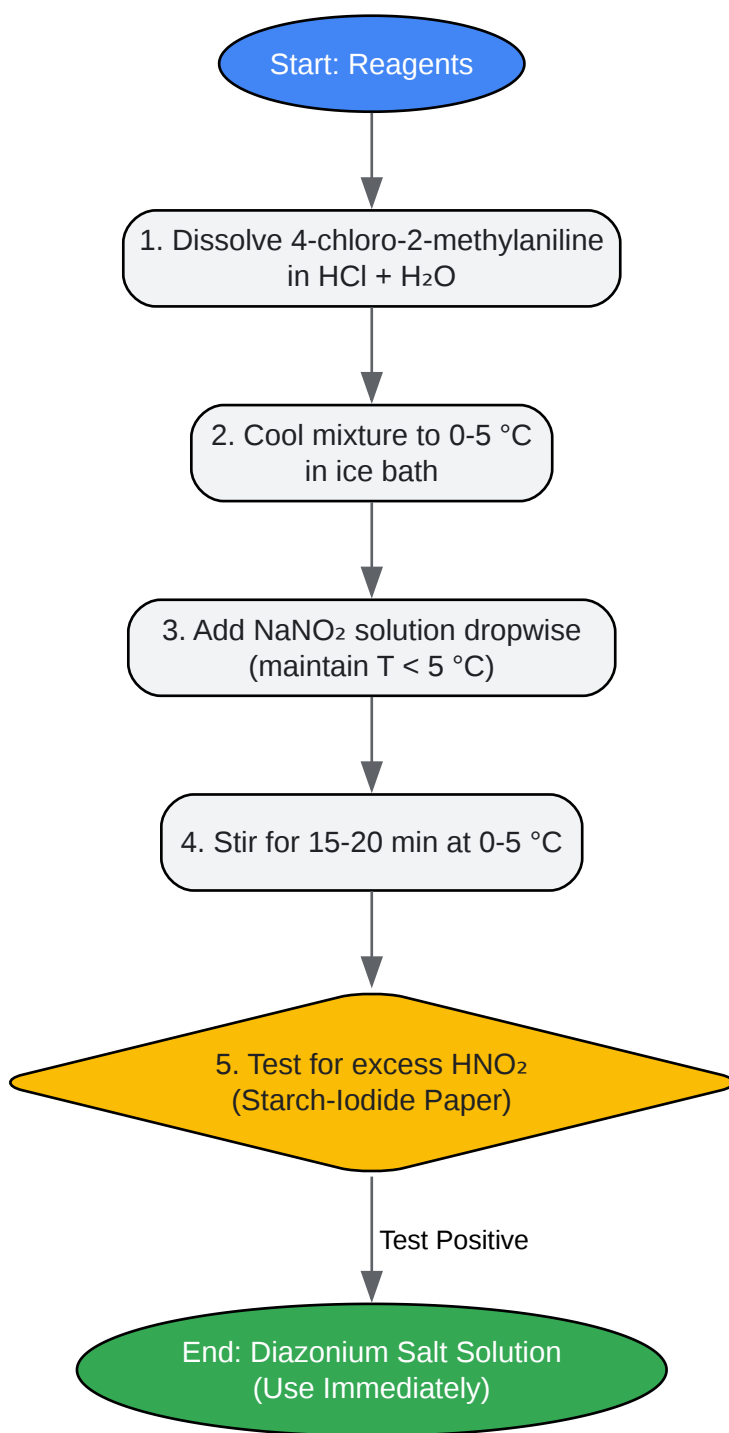 Start: Reagents
1. Dissolve 4-chloro-2-methylaniline
in HCl + H₂O
2. Cool mixture to 0-5 °C
in ice bath
3. Add NaNO₂ solution dropwise
(maintain T < 5 °C)
4. Stir for 15-20 min at 0-5 °C
5. Test for excess HNO₂
(Starch-Iodide Paper)
Test Positive
End: Diazonium Salt Solution
(Use Immediately)